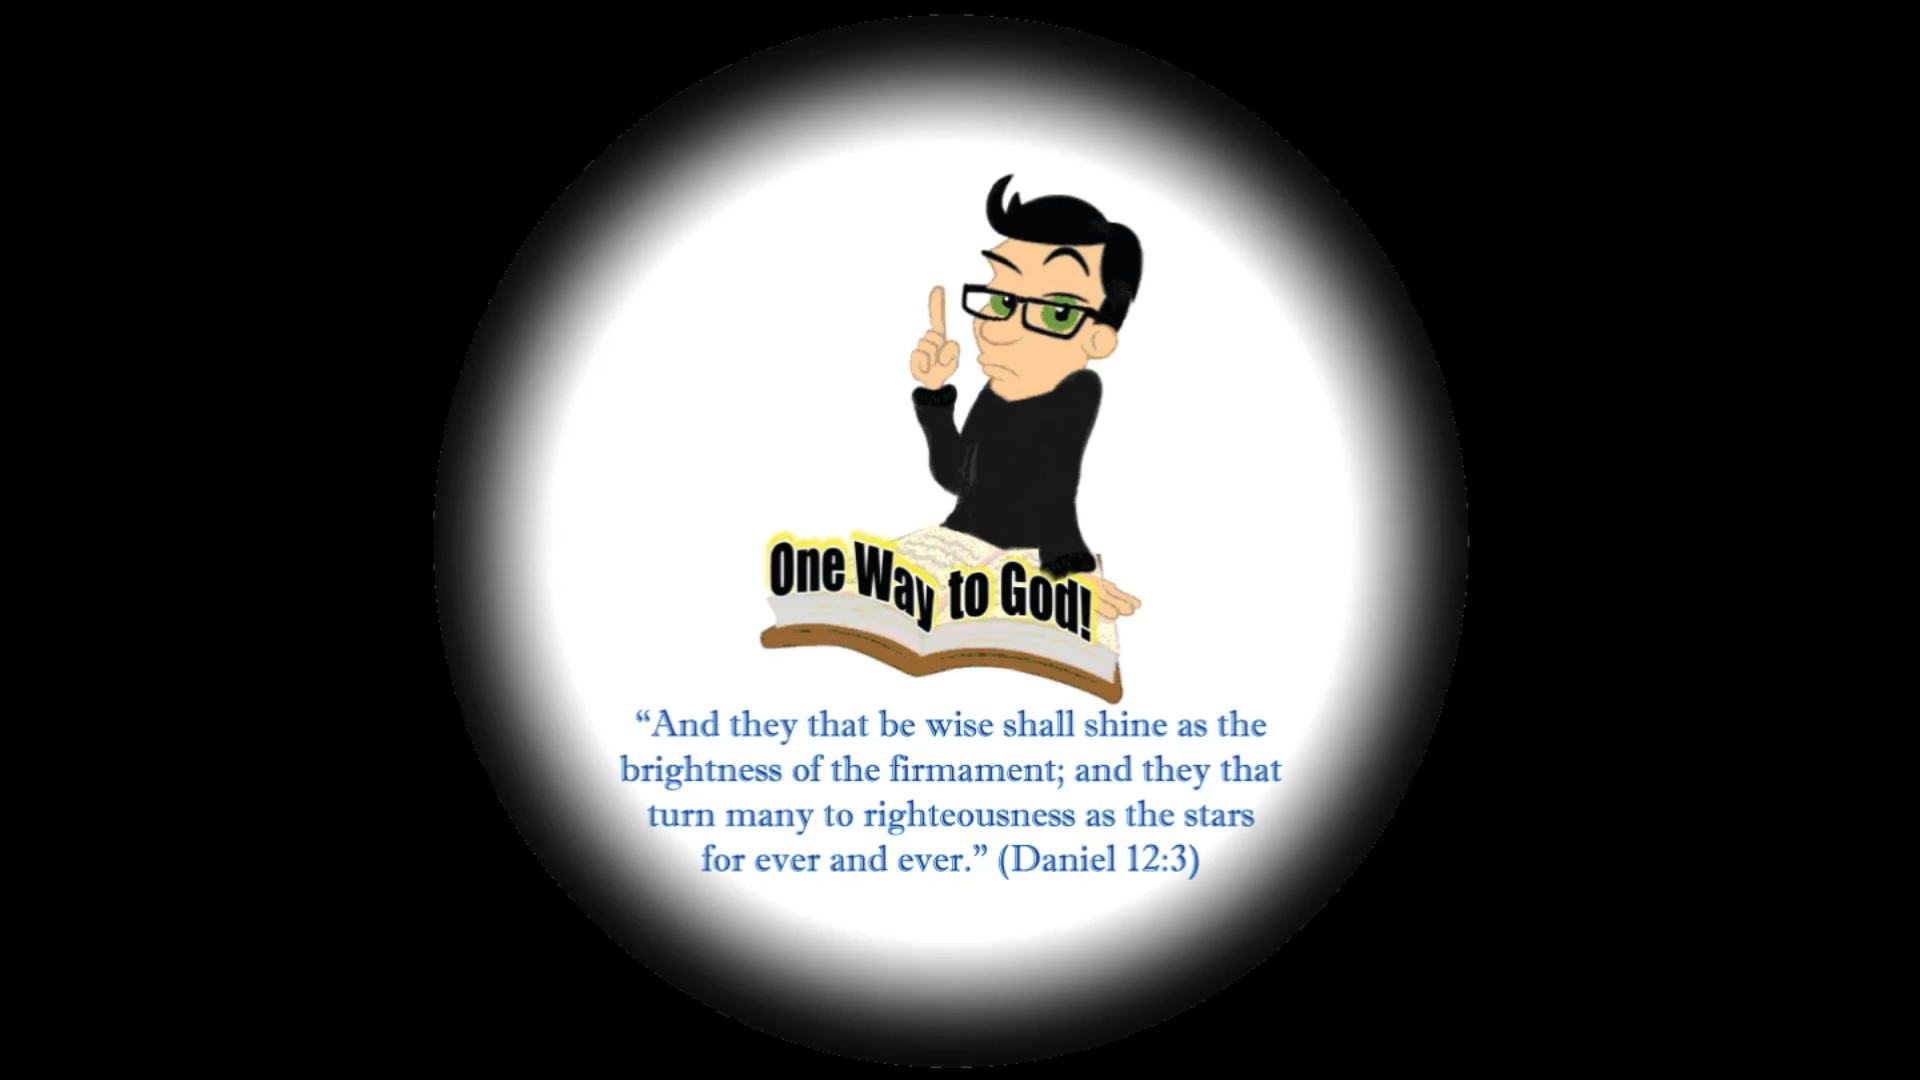 One Way to God!
“And they that be wise shall shine as the
brightness of the firmament; and they that
turn many to righteousness as the stars
for ever and ever.” (Daniel 12:3)